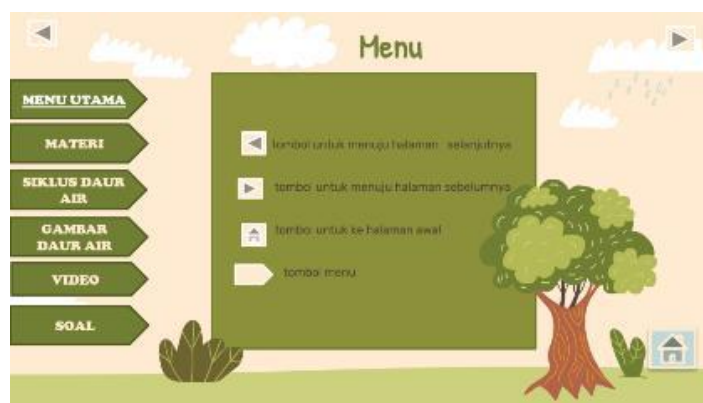 Menu
MENU UTAMA
MATERI
SIKLUS DAUR
AIR
GAMBAR
DAUR AIR
VIDEO
SOAL
tombol untuk menuju halaman selanjutnya
tombol untuk menuju halaman sebelumnya
tombol untuk ke halaman awal
tombol menu